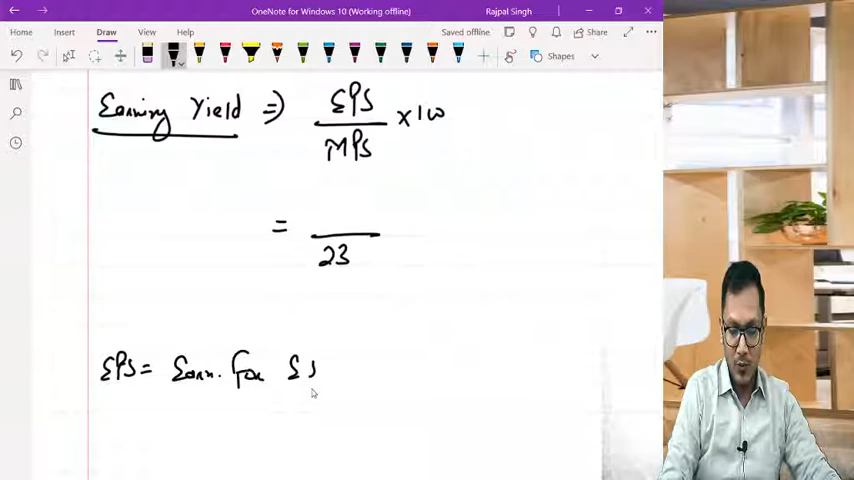 OneNote for Windows 10 (Working offline)
Rajpal Singh
Home Insert Draw View Help Saved offline Share
Shapes
Earning Yield => EPS
MPS
×100
=
23
EPS = Earn. For ES